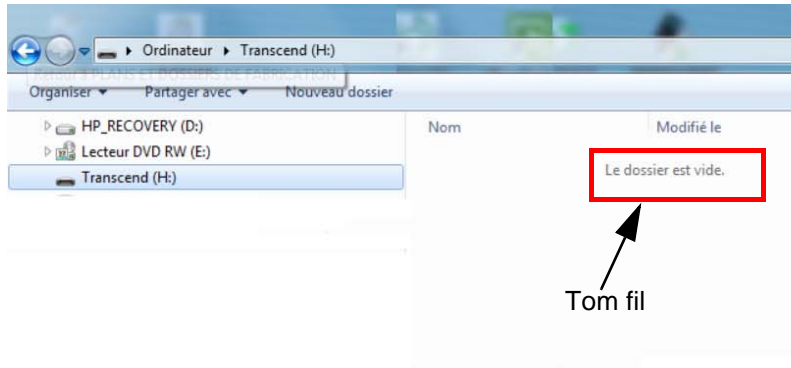 Ordinateur Transcend (H:)
Retour à PLANS ET DOSSIERS DE FABRICATION
Organiser Partager avec Nouveau dossier
HP_RECOVERY (D:)
Lecteur DVD RW (E:)
Transcend (H:)
Nom Modifié le
Le dossier est vide.
Tom fil